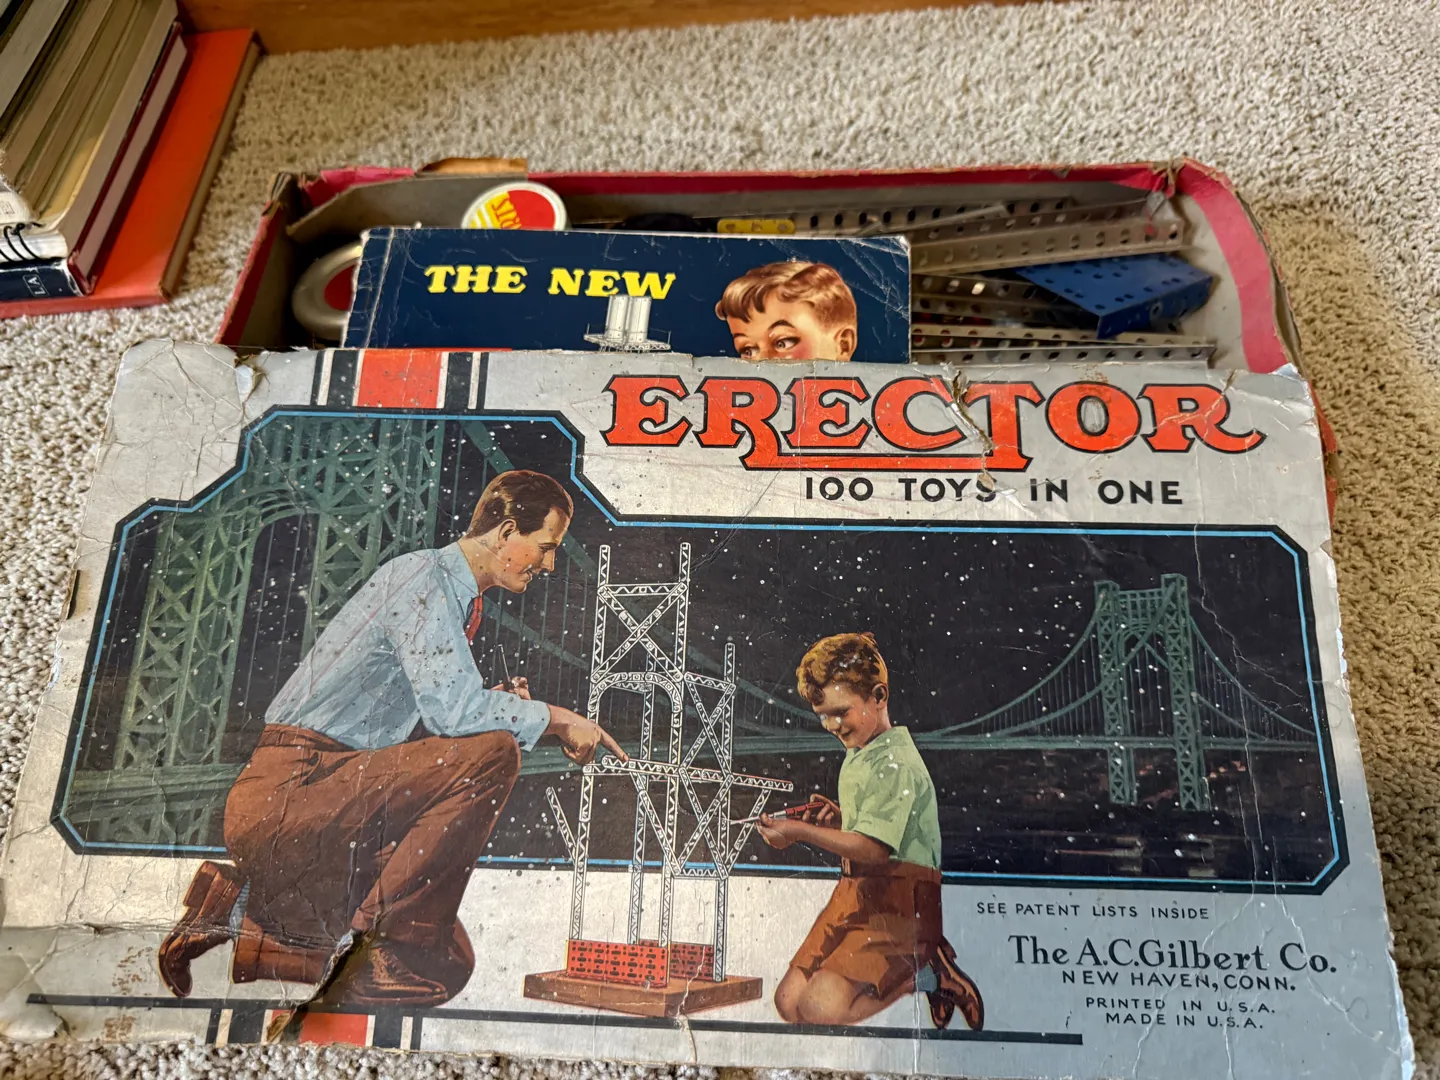 THE NEW
ERECTOR
100 TOYS IN ONE
SEE PATENT LISTS INSIDE
The A.C.Gilbert Co.
NEW HAVEN, CONN.
PRINTED IN U.S.A.
MADE IN U.S.A.